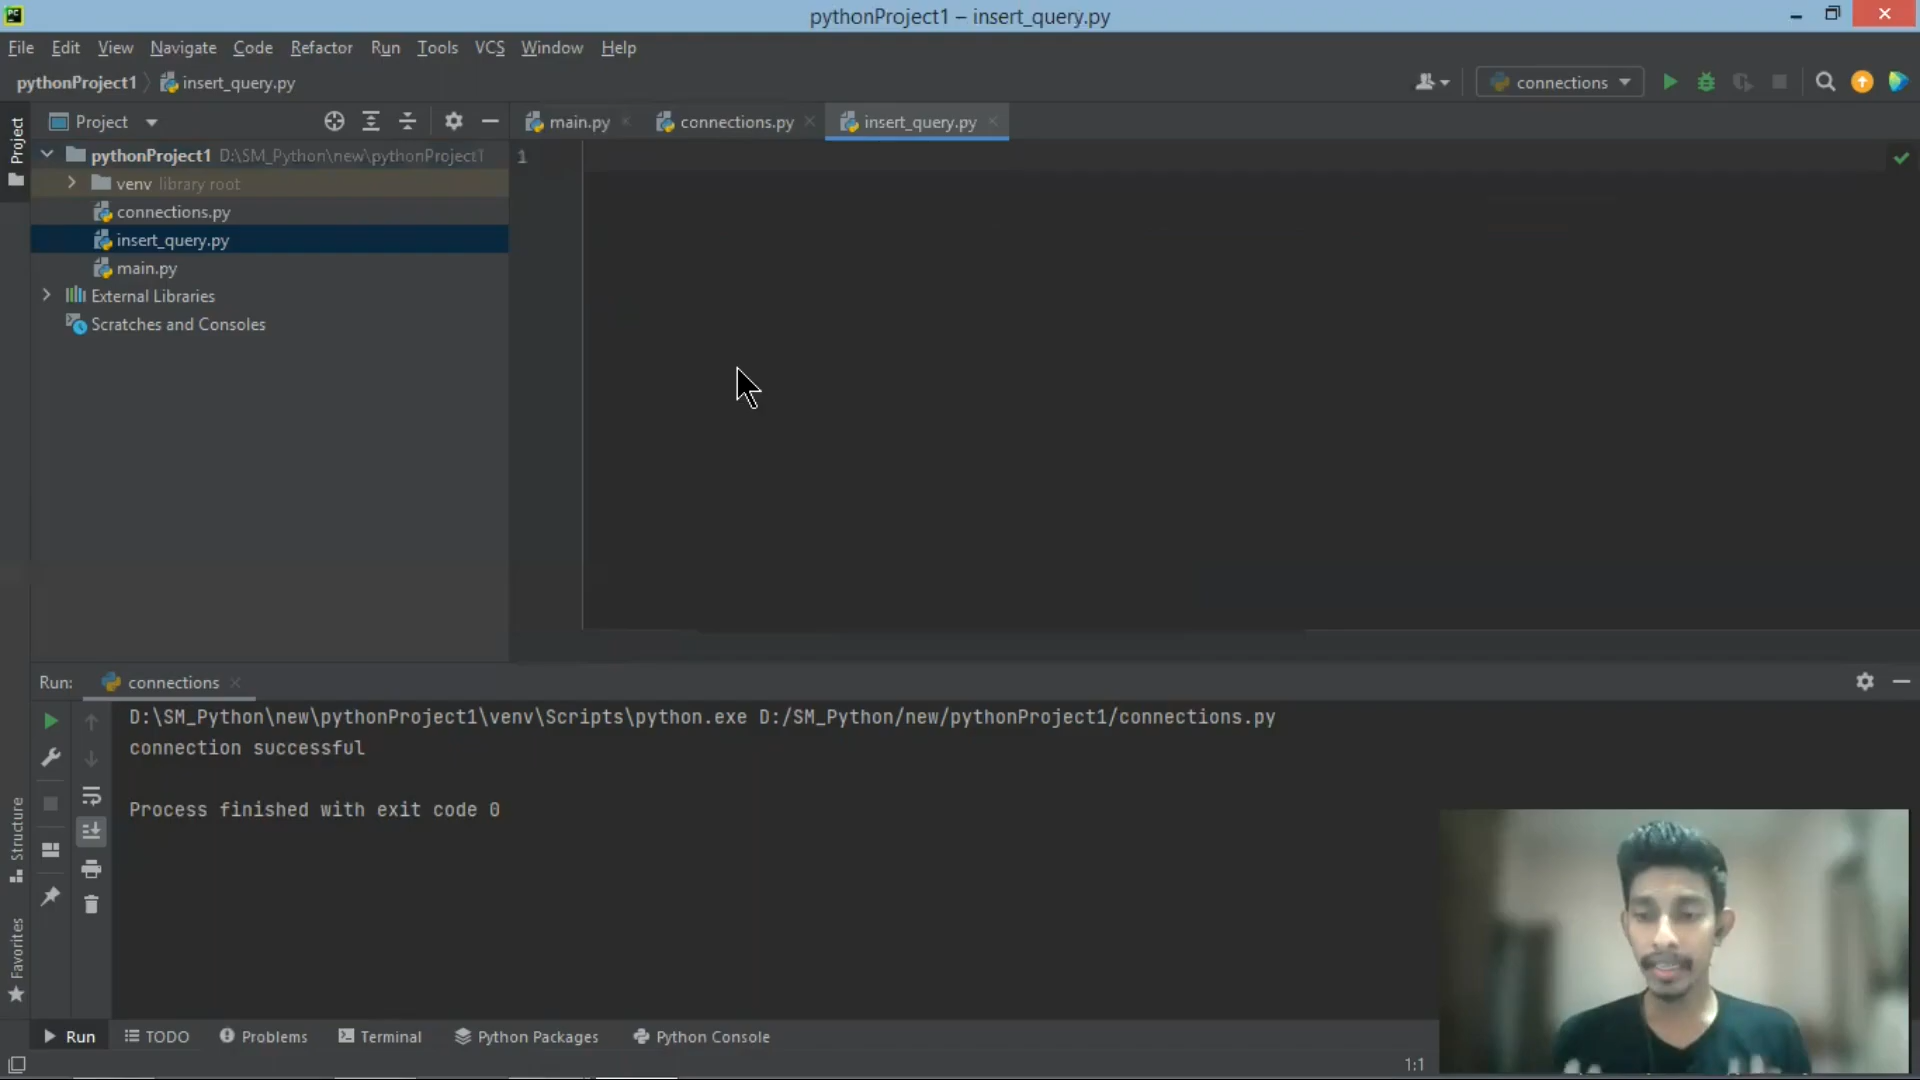 PC
pythonProject1 – insert_query.py
File Edit View Navigate Code Refactor Run Tools VCS Window Help
pythonProject1 insert_query.py
connections
Project
Project
main.py
connections.py
insert_query.py
1
pythonProject1 D:\SM_Python\new\pythonProject1
venv library root
connections.py
insert_query.py
main.py
External Libraries
Scratches and Consoles
Run: connections
D:\SM_Python\new\pythonProject1\venv\Scripts\python.exe D:/SM_Python/new/pythonProject1/connections.py
connection successful
Process finished with exit code 0
Structure
Favorites
Run TODO Problems Terminal Python Packages Python Console
1:1